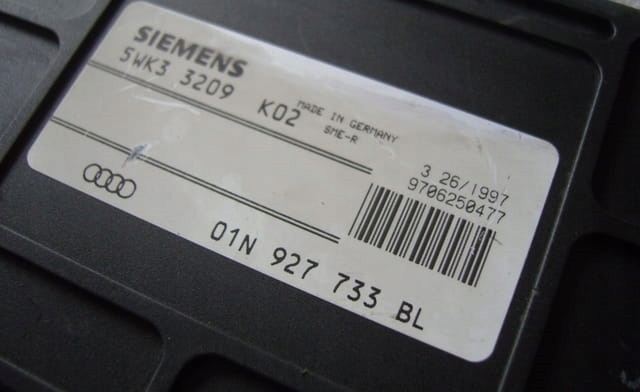 SIEMENS
5WK3 3209 K02
MADE IN GERMANY
SME-R
3 26/1997
9706250477
01N 927 733 BL